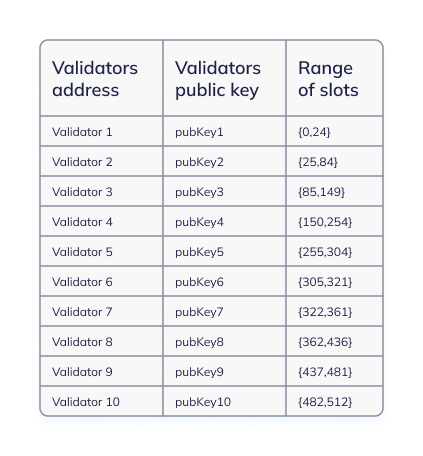 Validators address Validators public key Range of slots
Validator 1 pubKey1 {0,24}
Validator 2 pubKey2 {25,84}
Validator 3 pubKey3 {85,149}
Validator 4 pubKey4 {150,254}
Validator 5 pubKey5 {255,304}
Validator 6 pubKey6 {305,321}
Validator 7 pubKey7 {322,361}
Validator 8 pubKey8 {362,436}
Validator 9 pubKey9 {437,481}
Validator 10 pubKey10 {482,512}